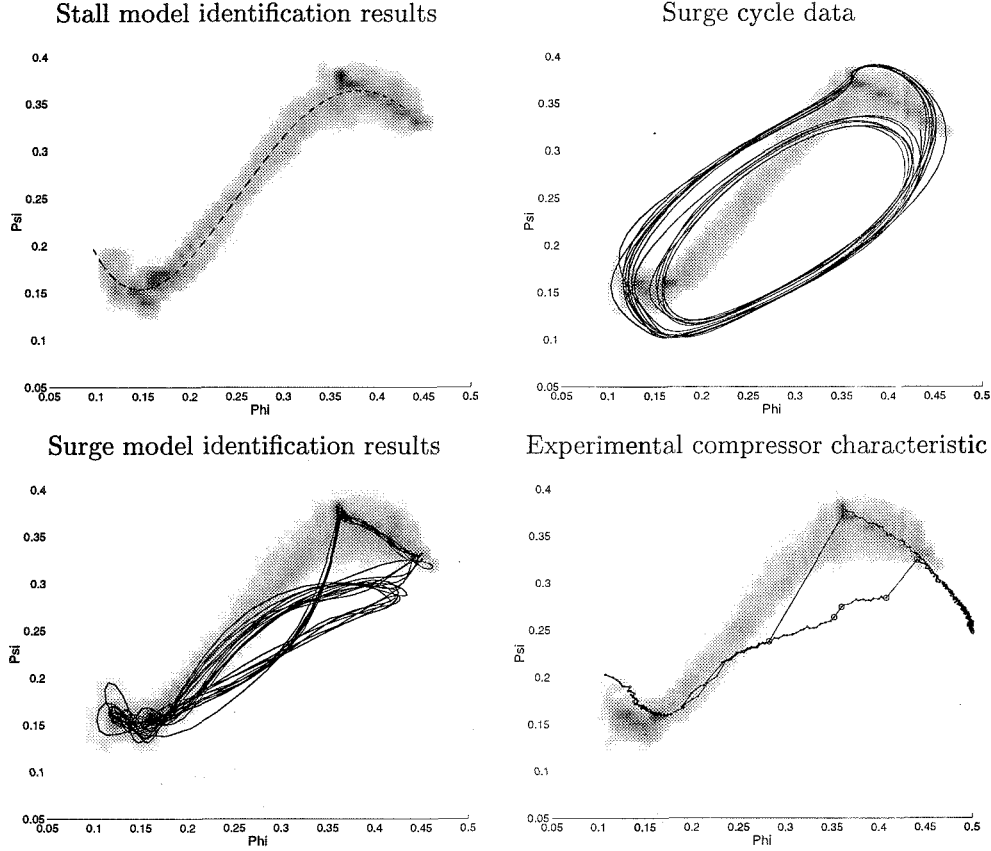 Stall model identification results
0.4
0.35
0.3
0.25
0.2
0.15
0.1
0.05
Psi
0.1 0.15 0.2 0.25 0.3 0.35 0.4 0.45 0.5
Phi
Surge cycle data
0.4
0.35
0.3
0.25
0.2
0.15
0.1
0.05
Psi
0.05 0.1 0.15 0.2 0.25 0.3 0.35 0.4 0.45 0.5
Phi
Surge model identification results
0.4
0.35
0.3
0.25
0.2
0.15
0.1
0.05
Psi
0.05 0.1 0.15 0.2 0.25 0.3 0.35 0.4 0.45 0.5
Phi
Experimental compressor characteristic
0.4
0.35
0.3
0.25
0.2
0.15
0.1
0.05
Psi
0.05 0.1 0.15 0.2 0.25 0.3 0.35 0.4 0.45 0.5
Phi